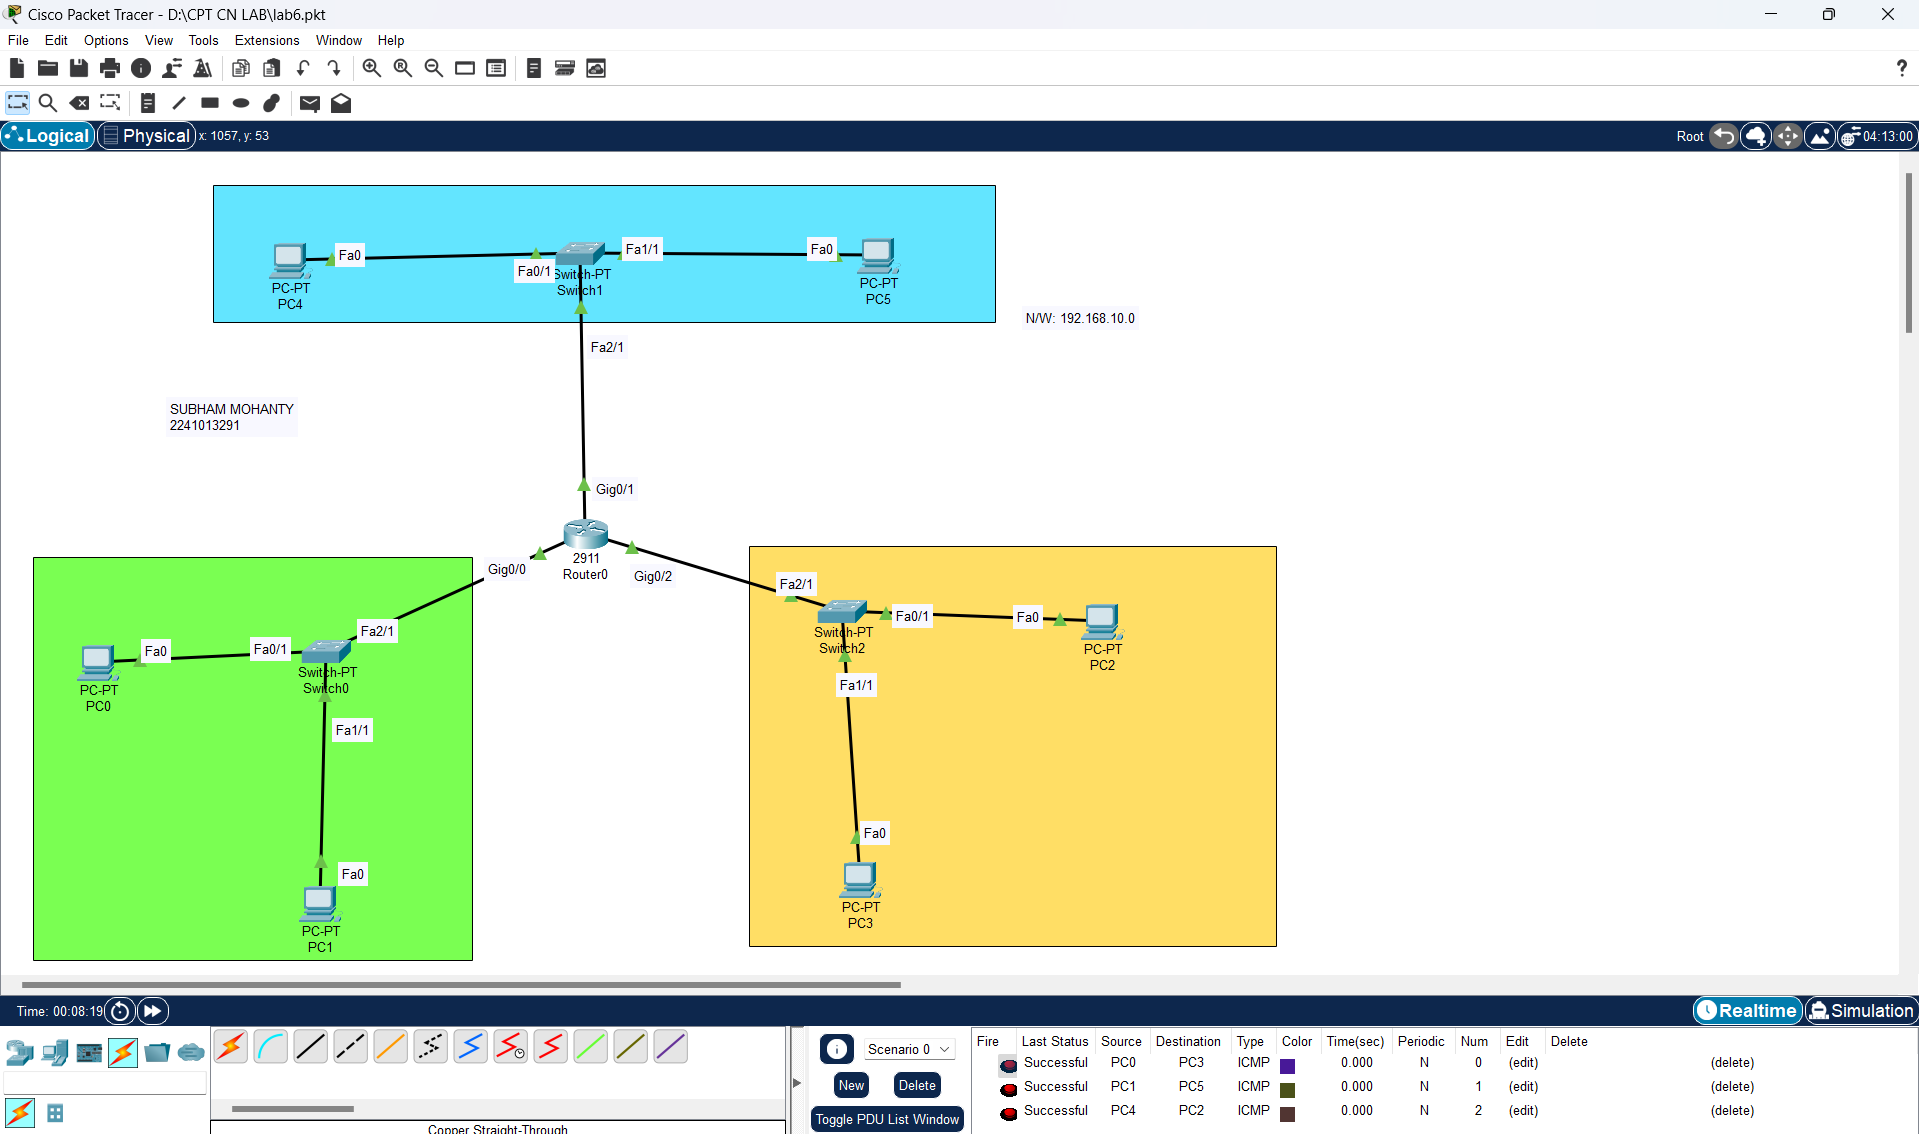 Cisco Packet Tracer - D:\CPT CN LAB\lab6.pkt
File Edit Options View Tools Extensions Window Help
?
Logical Physical x: 1057, y: 53 Root 04:13:00
Fa0 Fa0/1 Fa1/1 Fa0
PC-PT
PC4
Switch-PT
Switch1
PC-PT
PC5
N/W: 192.168.10.0
Fa2/1
SUBHAM MOHANTY
2241013291
Gig0/1
2911
Router0
Gig0/0
Gig0/2
Fa2/1
Fa0/1
Fa0
Switch-PT
Switch2
PC-PT
PC2
Fa1/1
Fa2/1
Fa0
Fa0/1
Switch-PT
Switch0
PC-PT
PC0
Fa1/1
Fa0
PC-PT
PC3
Fa0
PC-PT
PC1
Time: 00:08:19 Realtime Simulation
Scenario 0
New Delete
Toggle PDU List Window
Copper Straight-Through
Fire Last Status Source Destination Type Color Time(sec) Periodic Num Edit Delete
Successful PC0 PC3 ICMP 0.000 N 0 (edit) (delete)
Successful PC1 PC5 ICMP 0.000 N 1 (edit) (delete)
Successful PC4 PC2 ICMP 0.000 N 2 (edit) (delete)